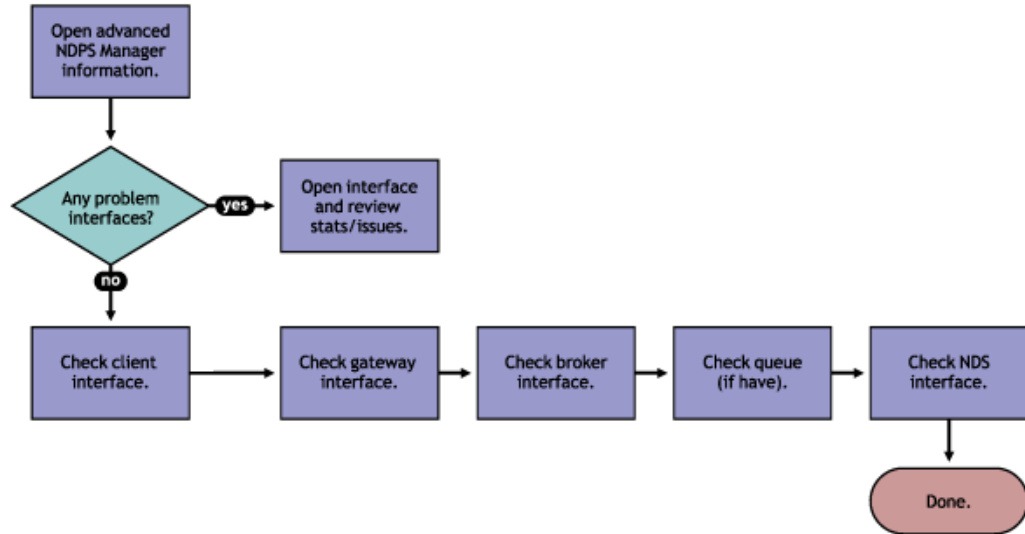 Open advanced
NDPS Manager
information.
Any problem
interfaces?
yes
Open interface
and review
stats/issues.
no
Check client
interface.
Check gateway
interface.
Check broker
interface.
Check queue
(if have).
Check NDS
interface.
Done.